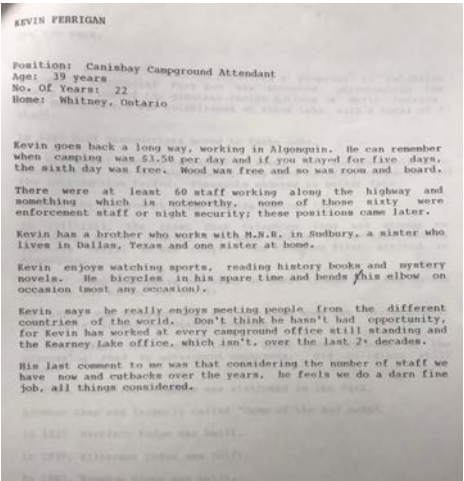 KEVIN FERRIGAN
Position: Canisbay Campground Attendant
Age: 39 years
No. Of Years: 22
Home: Whitney, Ontario
Kevin goes back a long way, working in Algonquin. He can remember
when camping was $3.50 per day and if you stayed for five days,
the sixth day was free. Wood was free and so was room and board.
There were at least 60 staff working along the highway and
something which is noteworthy, none of those sixty were
enforcement staff or night security; these positions came later.
Kevin has a brother who works with M.N.R. in Sudbury, a sister who
lives in Dallas, Texas and one sister at home.
Kevin enjoys watching sports, reading history books and mystery
novels. He bicycles in his spare time and bends his elbow on
occasion (most any occasion).
Kevin says he really enjoys meeting people from the different
countries of the world. Don't think he hasn't had opportunity,
for Kevin has worked at every campground office still standing and
the Kearney Lake office, which isn't, over the last 2+ decades.
His last comment to me was that considering the number of staff we
have now and cutbacks over the years, he feels we do a darn fine
job, all things considered.